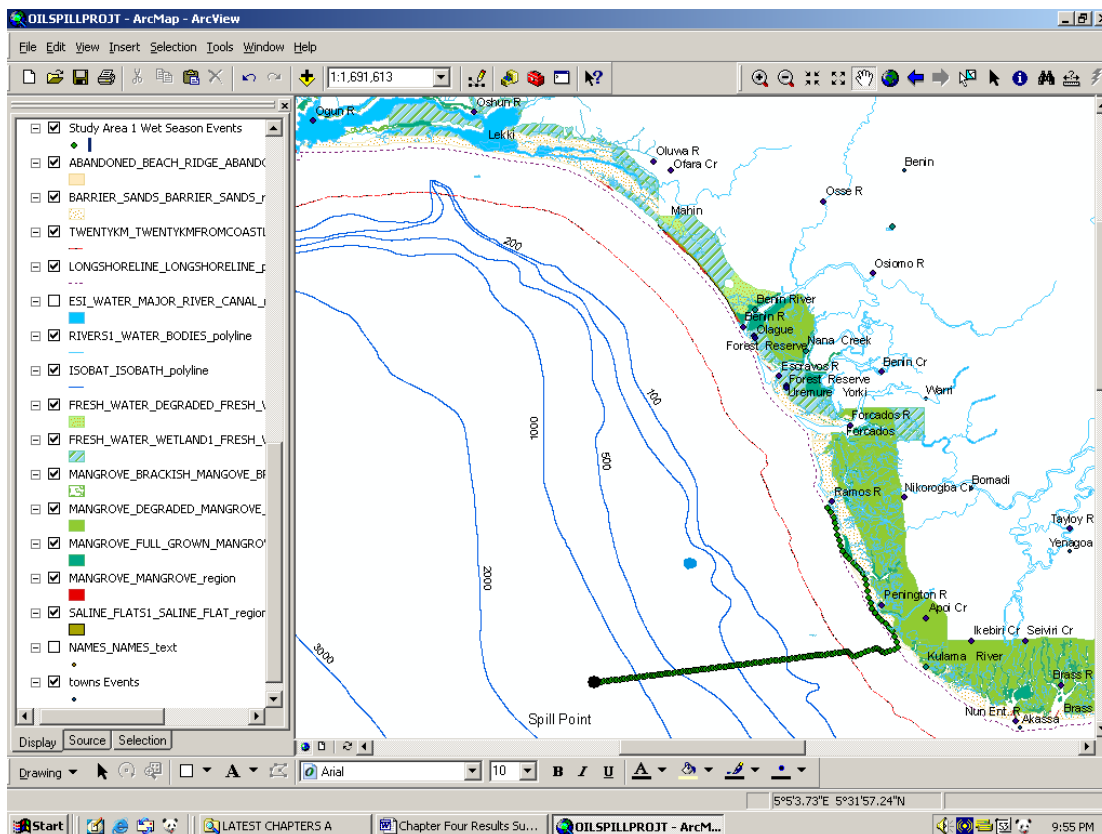 OILSPILLPROJT - ArcMap - ArcView
File Edit View Insert Selection Tools Window Help
1:1,691,613
Study Area 1 Wet Season Events
ABANDONED_BEACH_RIDGE_ABANDO
BARRIER_SANDS_BARRIER_SANDS_r
TWENTYKM_TWENTYKMFROMCOASTL
LONGSHORELINE_LONGSHORELINE_p
ESI_WATER_MAJOR_RIVER_CANAL_r
RIVERS1_WATER_BODIES_polyline
ISOBAT_ISOBATH_polyline
FRESH_WATER_DEGRADED_FRESH_W
FRESH_WATER_WETLAND1_FRESH_W
MANGROVE_BRACKISH_MANGOVE_BR
MANGROVE_DEGRADED_MANGROVE_
MANGROVE_FULL_GROWN_MANGROV
MANGROVE_MANGROVE_region
SALINE_FLATS1_SALINE_FLAT_region
NAMES_NAMES_text
towns Events
Display Source Selection
Ogun R
Oshun R
Lekki
Oluwa R
Ofara Cr
Benin
Osse R
Mahin
200
Osiomo R
Benin River
Benin R
Olague
Forest Reserve
Nana Creek
Escravos R
Benin Cr
Forest Reserve
Uremure Yorki
Warri
100
1000
Forcados R
Forcados
500
Ramos R
Nikorogba Cr
Bomadi
Tayloy R
Yenagoa
2000
Penington R
Apoi Cr
Ikebiri Cr
Seiviri Cr
3000
Kulama River
Brass R
Spill Point
Nun Ent. R
Brass
Akassa
Drawing
Arial
10
B I U A
5°5'3.73"E 5°31'57.24"N
Start
LATEST CHAPTERS A
Chapter Four Results Su...
OILSPILLPROJT - ArcM...
9:55 PM